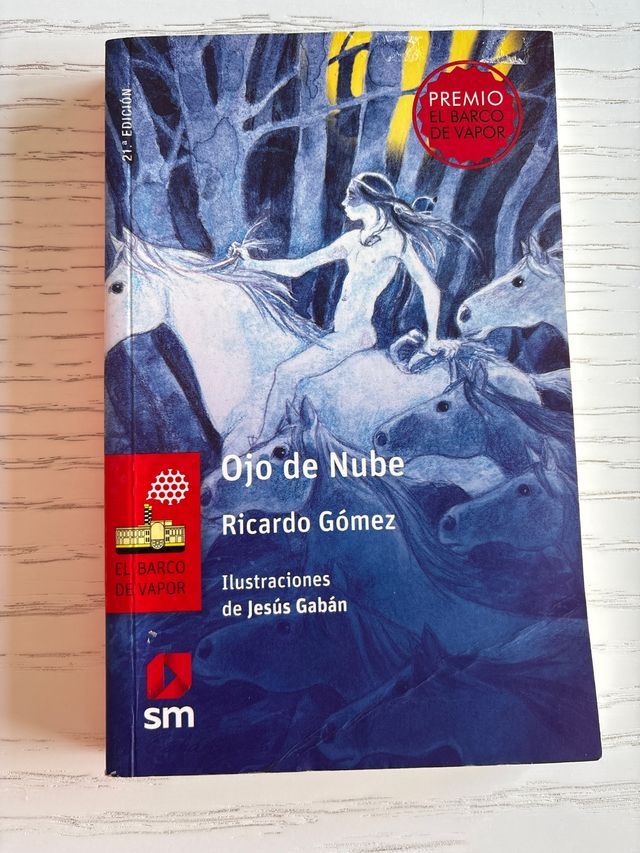 21.ª EDICIÓN
PREMIO
EL BARCO
DE VAPOR
Ojo de Nube
Ricardo Gómez
Ilustraciones
de Jesús Gabán
EL BARCO
DE VAPOR
sm